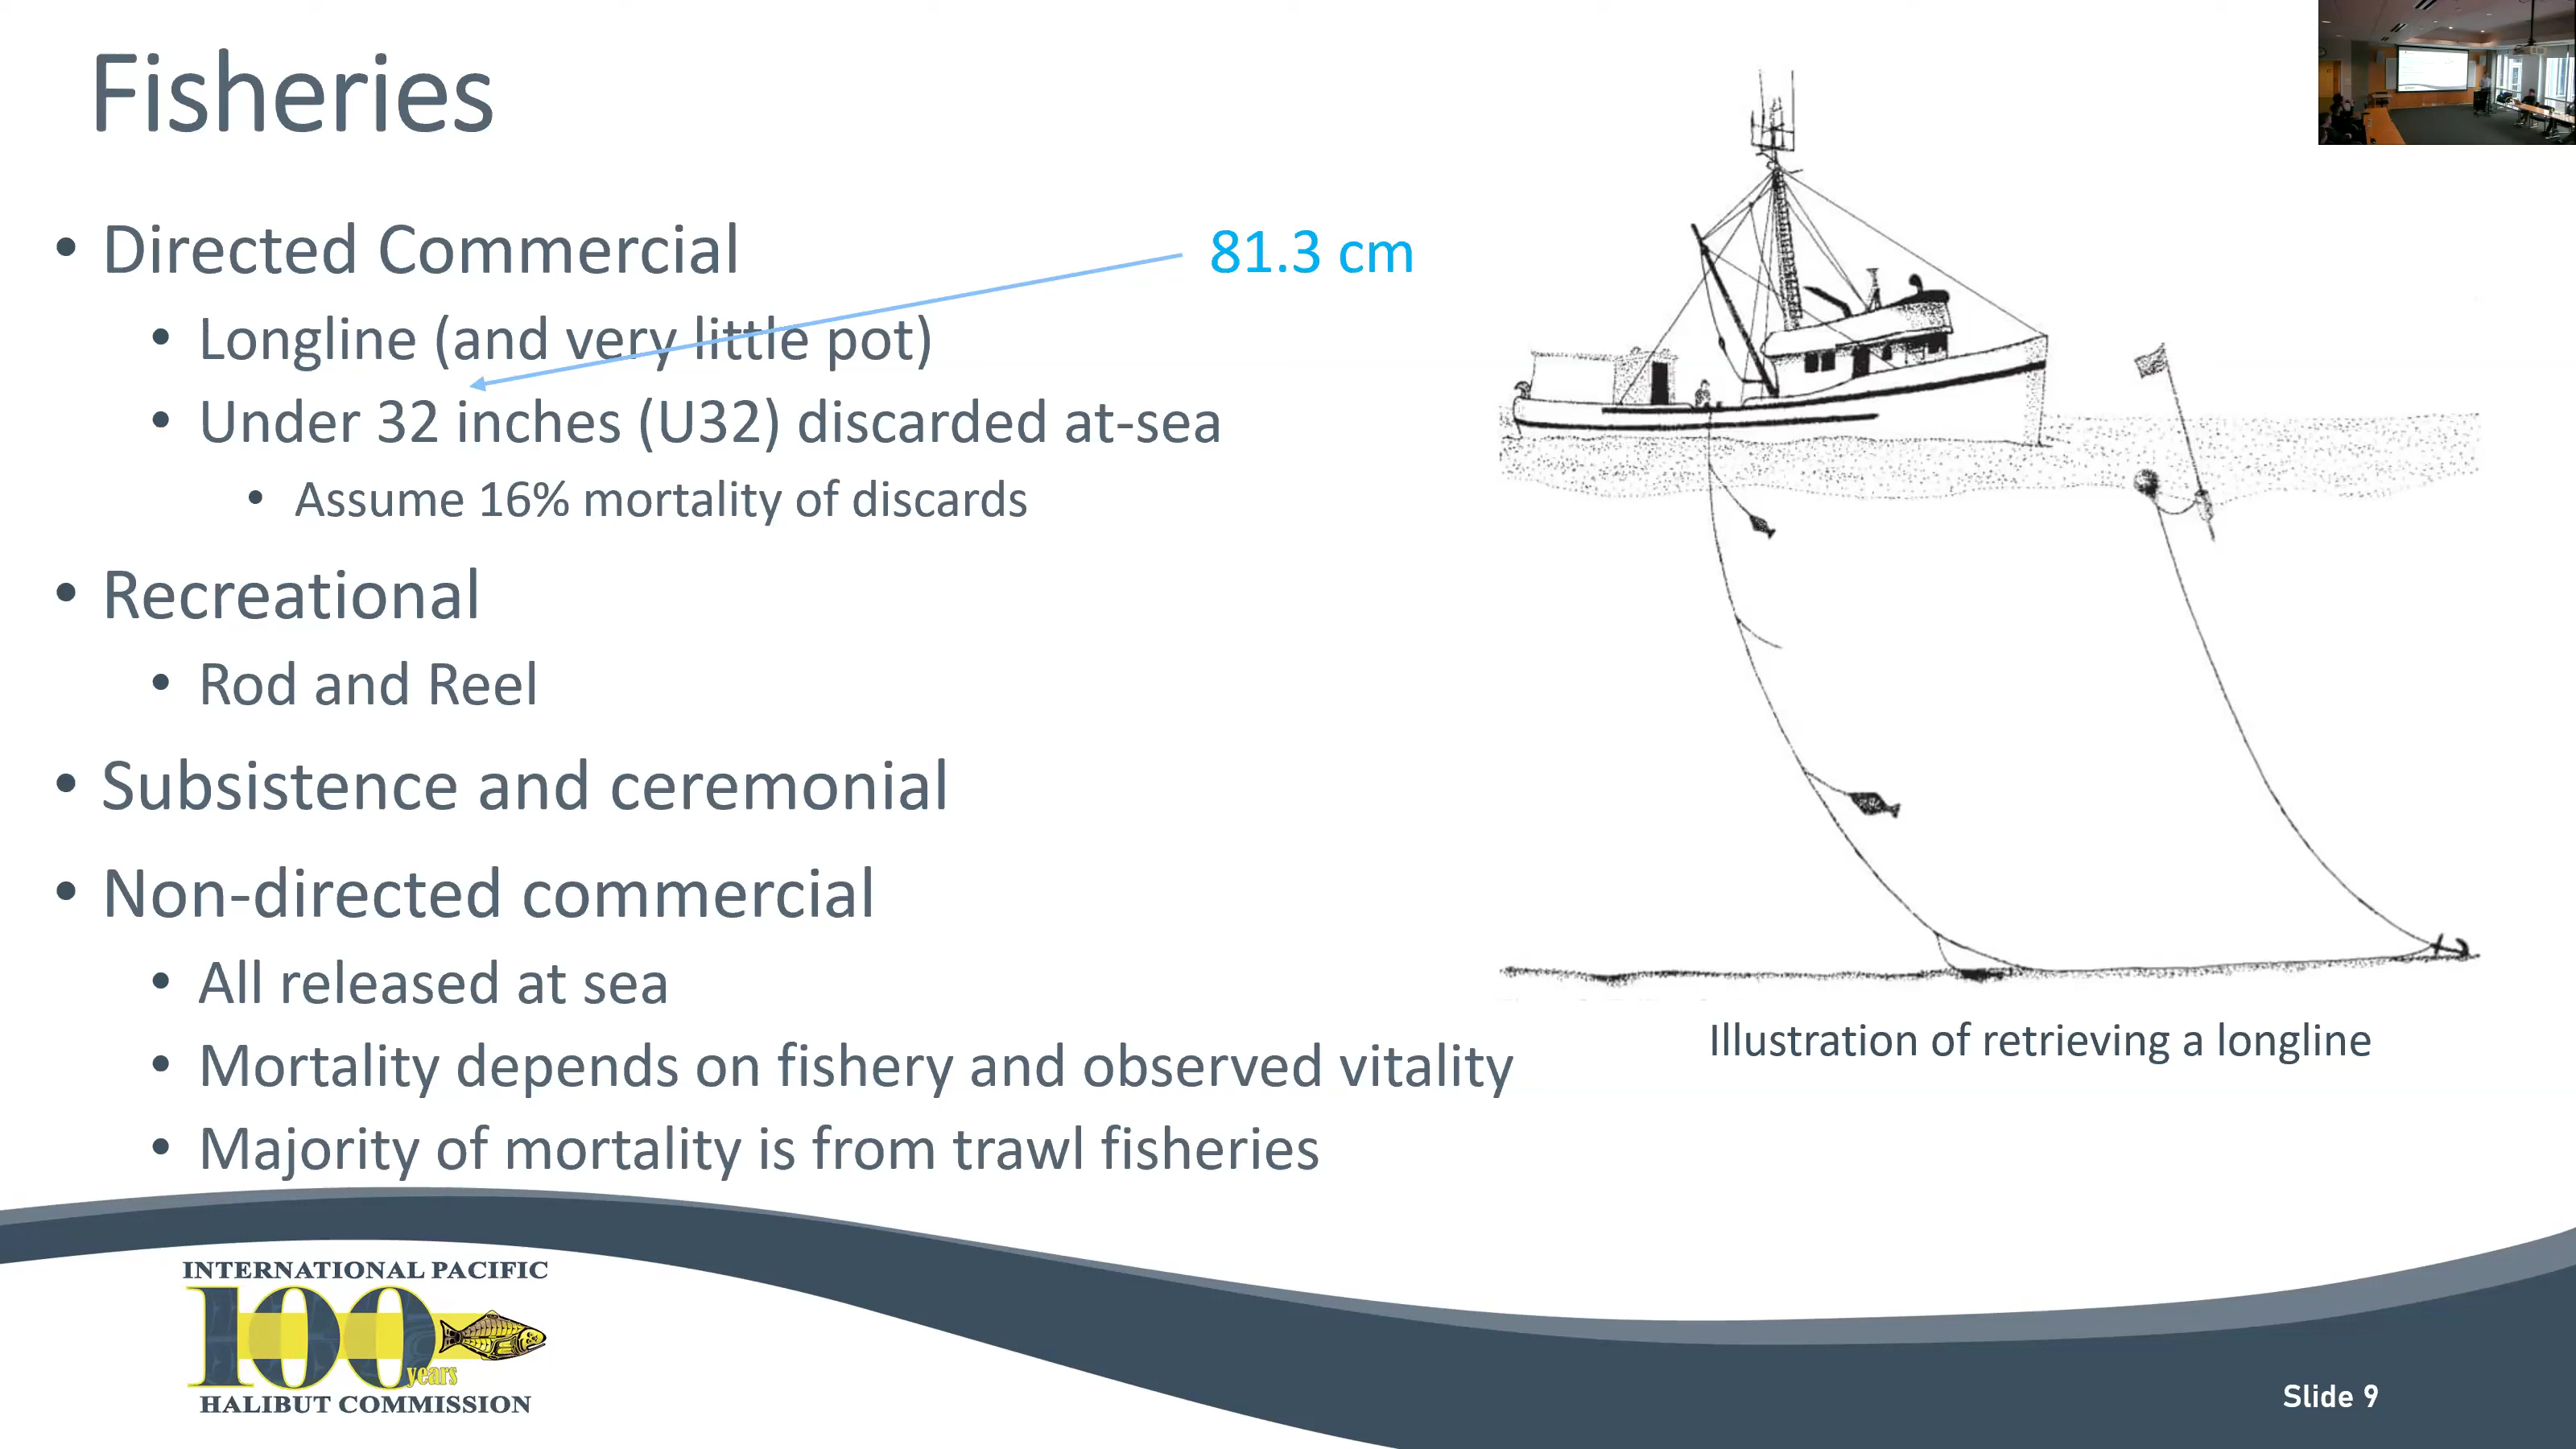 Fisheries
• Directed Commercial
81.3 cm
• Longline (and very little pot)
• Under 32 inches (U32) discarded at-sea
• Assume 16% mortality of discards
• Recreational
• Rod and Reel
• Subsistence and ceremonial
• Non-directed commercial
• All released at sea
• Mortality depends on fishery and observed vitality
• Majority of mortality is from trawl fisheries
Illustration of retrieving a longline
INTERNATIONAL PACIFIC
100
years
HALIBUT COMMISSION
Slide 9